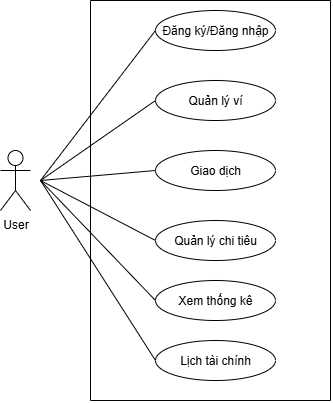 Đăng ký/Đăng nhập
Quản lý ví
Giao dịch
User
Quản lý chi tiêu
Xem thống kê
Lịch tài chính